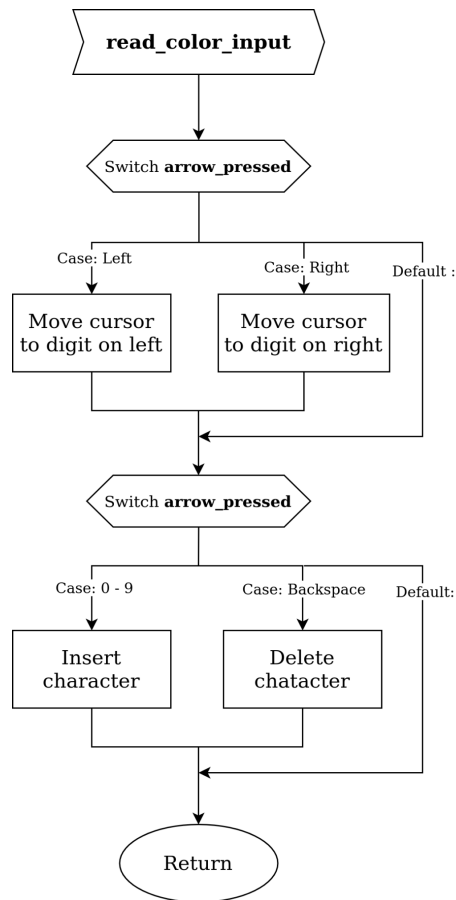 read_color_input
Switch arrow_pressed
Case: Left
Case: Right
Default :
Move cursor
to digit on left
Move cursor
to digit on right
Switch arrow_pressed
Case: 0 - 9
Case: Backspace
Default:
Insert
character
Delete
chatacter
Return